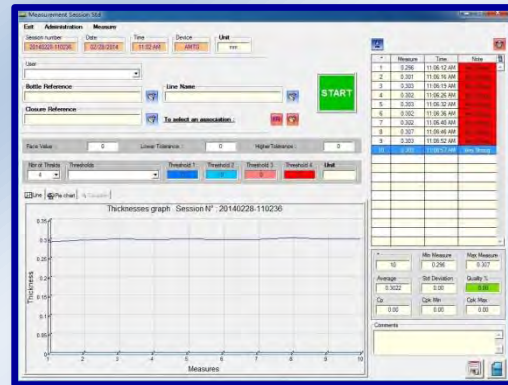 Measurement Session Std
Exit Administration Measure
Session number Date Time Device Unit
20140228-110236 02/28/2014 11:02 AM AMTG mm
User
Bottle Reference Line Name
Closure Reference To select an association :
START
Face Value : 0 Lower Tolerance : 0 Higher Tolerance : 0
Nbr of Thresholds Thresholds Threshold 1 Threshold 2 Threshold 3 Threshold 4 Unit
4
Line Pie chart
Thicknesses graph Session N° : 20140228-110236
Thickness
0.35
0.3
0.25
0.2
0.15
0.1
0.05
0
1 2 3 4 5 6 7 8 9 10
Measures
* Measure Time Note
1 0.296 11:06:12 AM
2 0.301 11:06:16 AM
3 0.303 11:06:19 AM
4 0.302 11:06:26 AM
5 0.303 11:06:32 AM
6 0.302 11:06:36 AM
7 0.302 11:06:40 AM
8 0.307 11:06:46 AM
9 0.303 11:06:52 AM
10 0.303 11:06:57 AM Very Strong
* Min Measure Max Measure
10 0.296 0.307
Average Std Deviation Quality %
0.3022 0.00 0.00
Cp Cpk Min Cpk Max
0.00 0.00 0.00
Comments